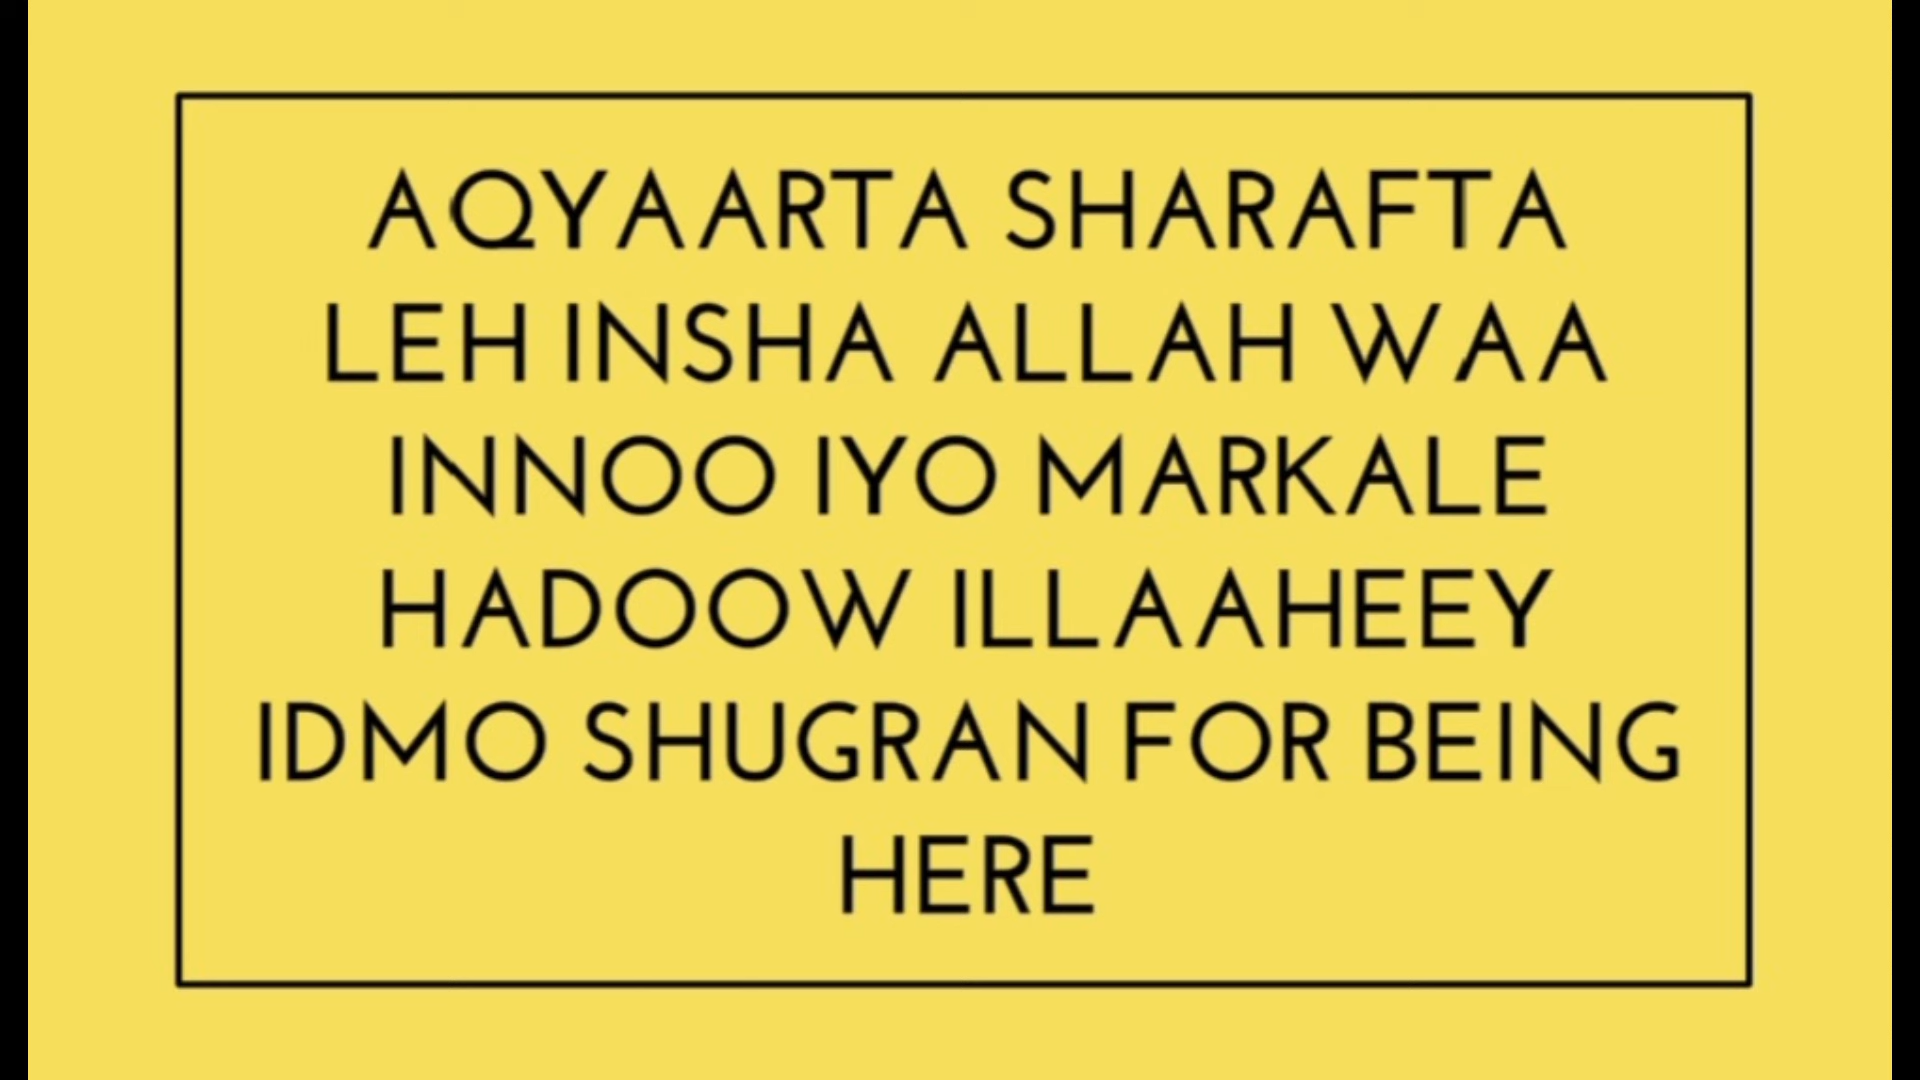 AQYAARTA SHARAFTA
LEH INSHA ALLAH WAA
INNOO IYO MARKALE
HADOOW ILLAAHEEY
IDMO SHUGRAN FOR BEING
HERE